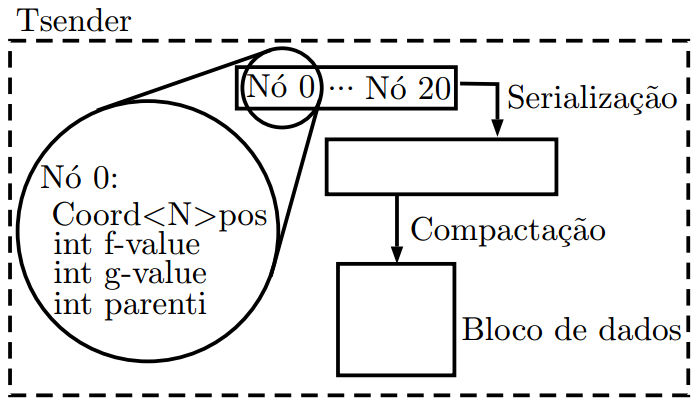 Tsender
Nó 0 ... Nó 20
Serialização
Nó 0:
Coord<N>pos
int f-value
int g-value
int parenti
Compactação
Bloco de dados